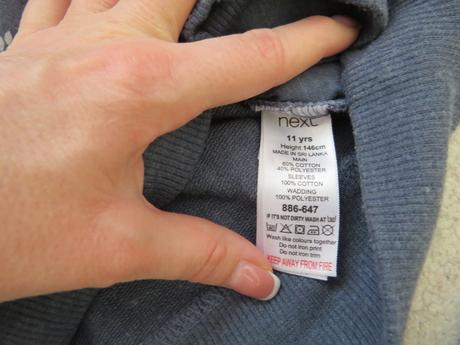 next
11 yrs
Height 146cm
MADE IN SRI LANKA
MAIN
60% COTTON
40% POLYESTER
SLEEVES
100% COTTON
WADDING
100% POLYESTER
886-647
IF IT'S NOT DIRTY WASH AT
Wash like colours together
Do not iron print
Do not iron trim
KEEP AWAY FROM FIRE